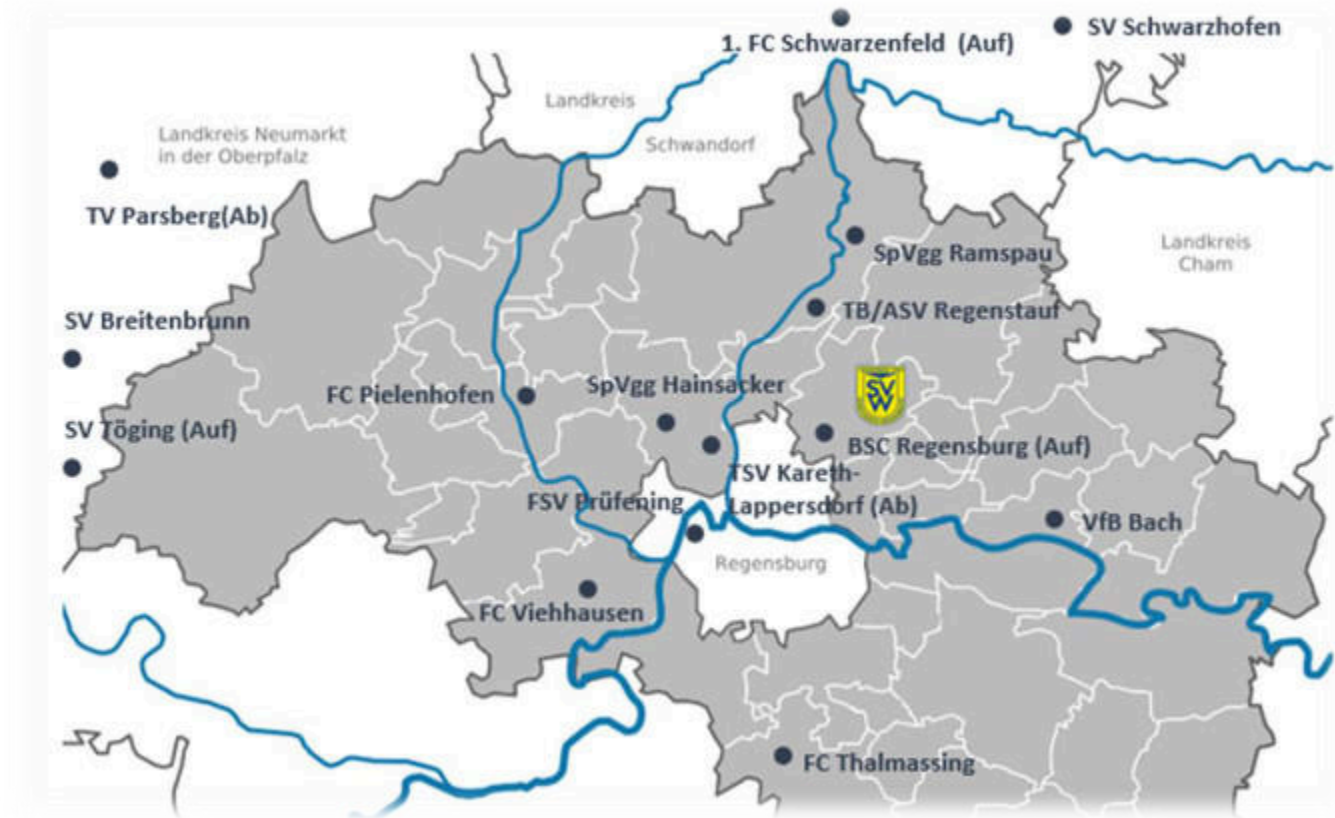 SV Schwarzhofen
1. FC Schwarzenfeld (Auf)
Landkreis
Schwandorf
Landkreis Neumarkt
in der Oberpfalz
TV Parsberg(Ab)
SpVgg Ramspau
Landkreis
Cham
TB/ASV Regenstauf
SV Breitenbrunn
SpVgg Hainsacker
FC Pielenhofen
SV
W
SV Töging (Auf)
BSC Regensburg (Auf)
TSV Kareth-
Lappersdorf (Ab)
FSV Prüfening
VfB Bach
Regensburg
FC Viehhausen
FC Thalmassing